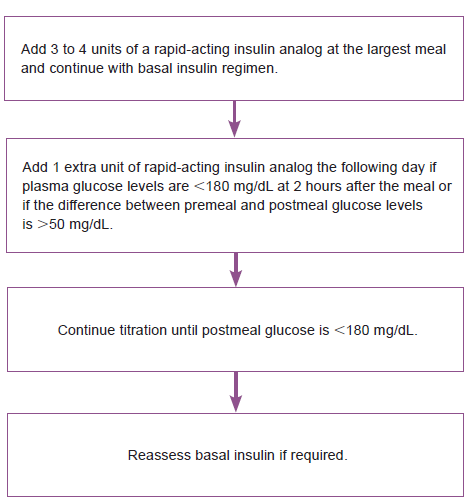 Add 3 to 4 units of a rapid-acting insulin analog at the largest meal
and continue with basal insulin regimen.
Add 1 extra unit of rapid-acting insulin analog the following day if
plasma glucose levels are <180 mg/dL at 2 hours after the meal or
if the difference between premeal and postmeal glucose levels
is >50 mg/dL.
Continue titration until postmeal glucose is <180 mg/dL.
Reassess basal insulin if required.